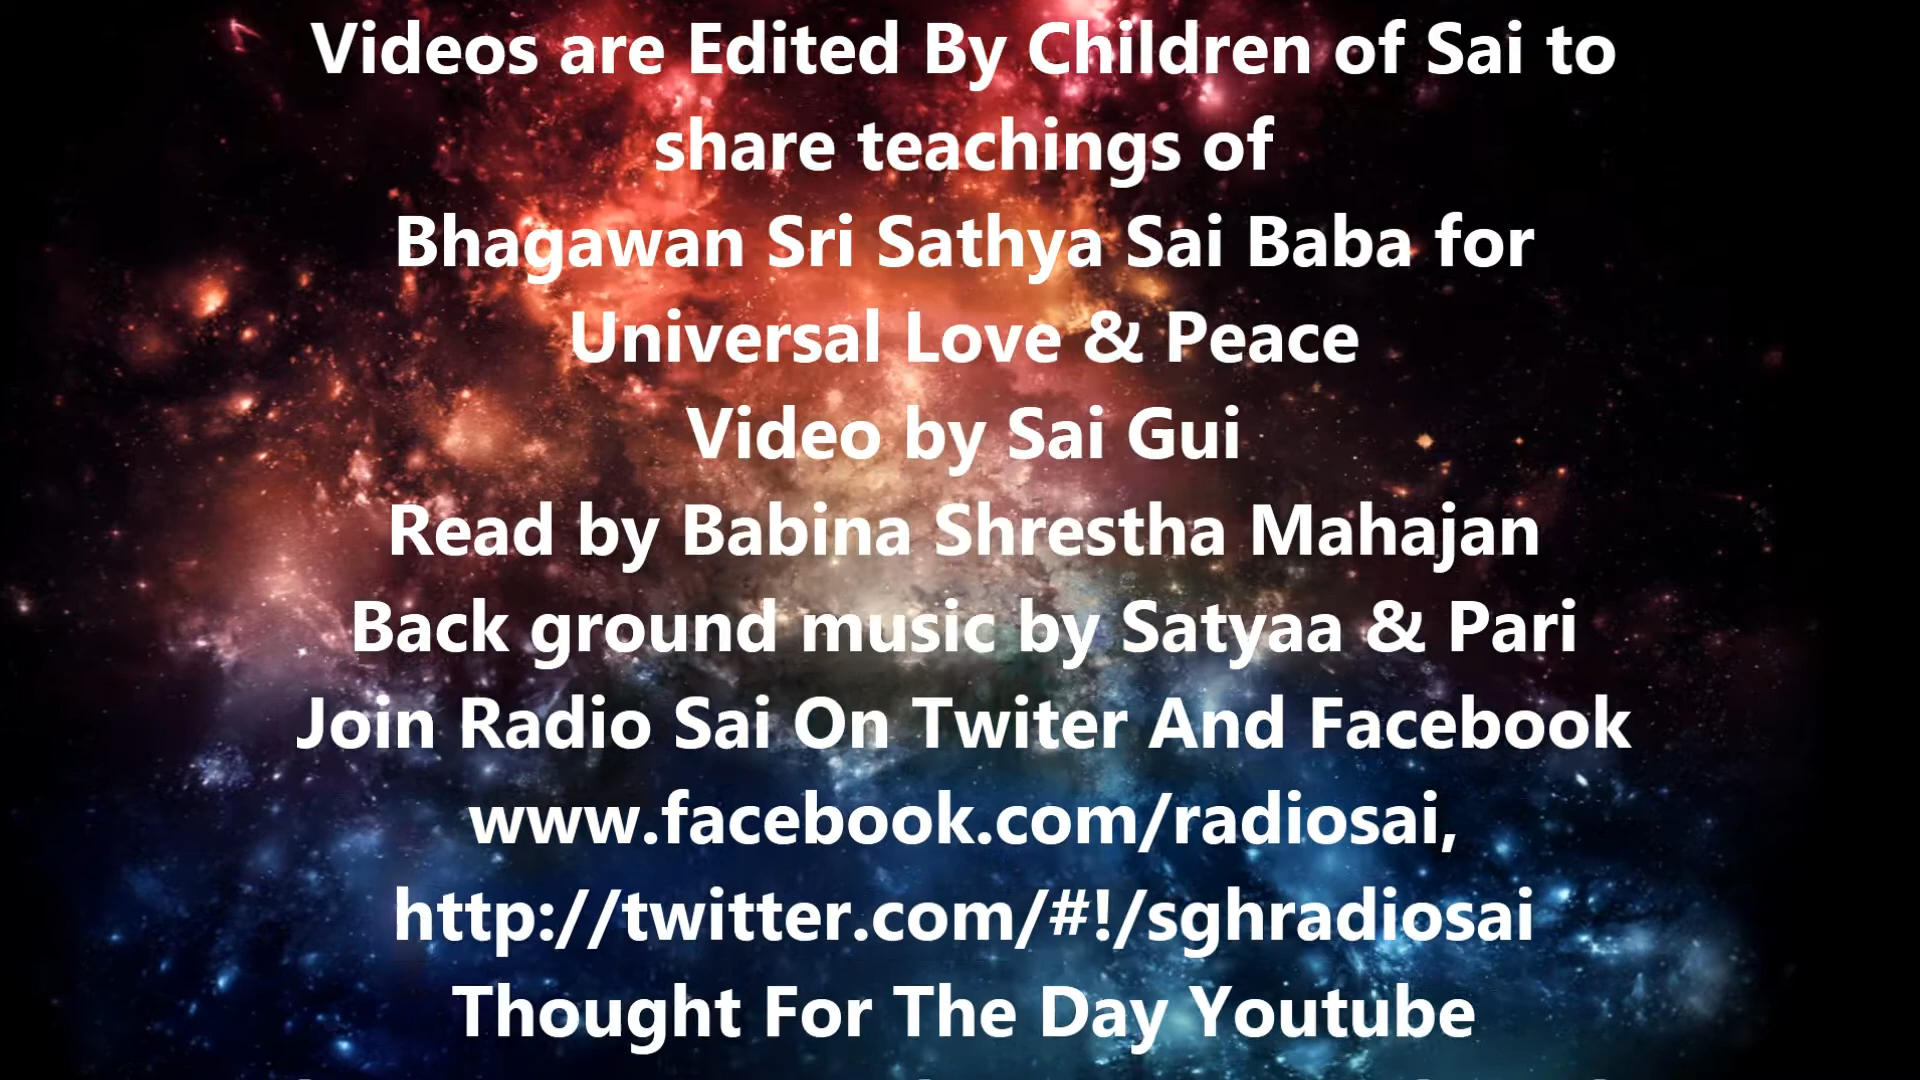 Videos are Edited By Children of Sai to
share teachings of
Bhagawan Sri Sathya Sai Baba for
Universal Love & Peace
Video by Sai Gui
Read by Babina Shrestha Mahajan
Back ground music by Satyaa & Pari
Join Radio Sai On Twiter And Facebook
www.facebook.com/radiosai,
http://twitter.com/#!/sghradiosai
Thought For The Day Youtube